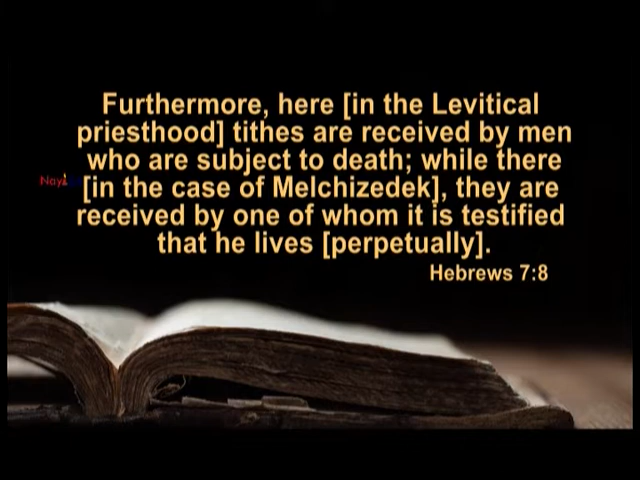 Furthermore, here [in the Levitical
priesthood] tithes are received by men
who are subject to death; while there
[in the case of Melchizedek], they are
received by one of whom it is testified
that he lives [perpetually].
Hebrews 7:8